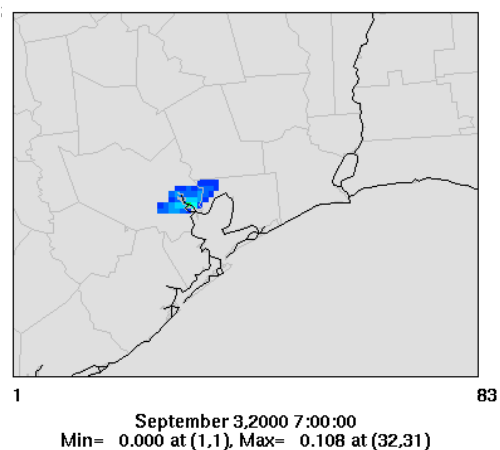 1 83
September 3,2000 7:00:00
Min= 0.000 at (1,1), Max= 0.108 at (32,31)